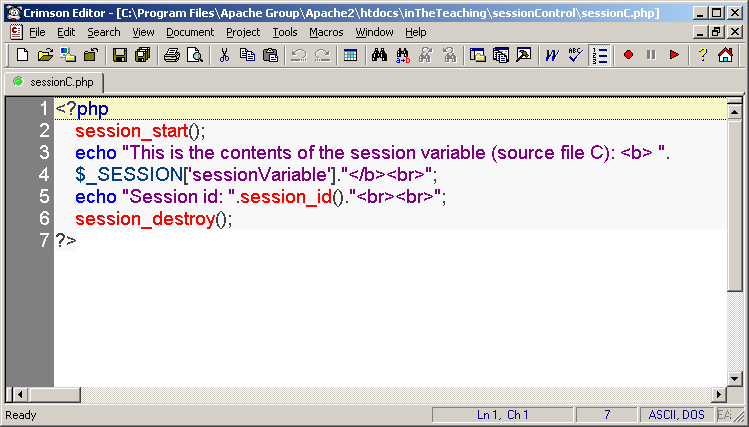 Crimson Editor - [C:\Program Files\Apache Group\Apache2\htdocs\inTheTeaching\sessionControl\sessionC.php]
File Edit Search View Document Project Tools Macros Window Help
sessionC.php
1 <?php
2 session_start();
3 echo "This is the contents of the session variable (source file C): <b> ".
4 $_SESSION['sessionVariable']."</b><br>";
5 echo "Session id: ".session_id()."<br><br>";
6 session_destroy();
7 ?>
Ready Ln 1, Ch 1 7 ASCII, DOS